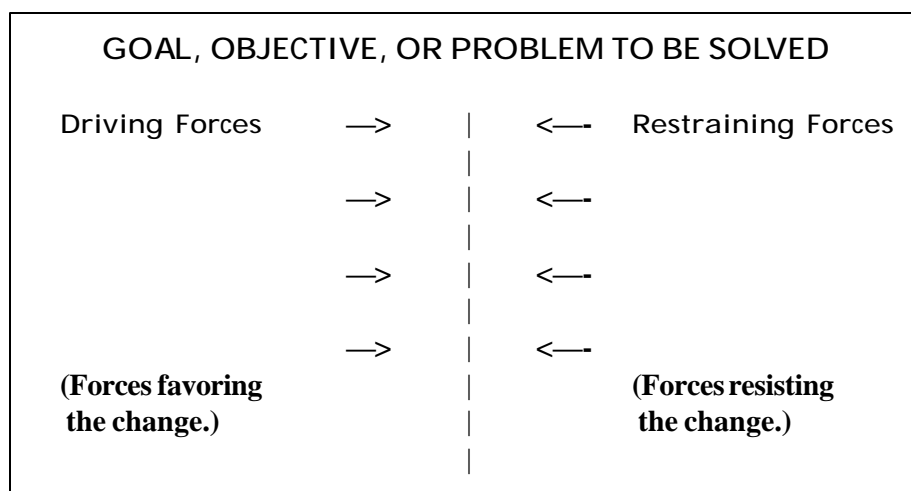 GOAL, OBJECTIVE, OR PROBLEM TO BE SOLVED
Driving Forces —> | <—- Restraining Forces
|
—> | <—-
|
—> | <—-
|
—> | <—-
(Forces favoring | (Forces resisting
the change.) | the change.)
|